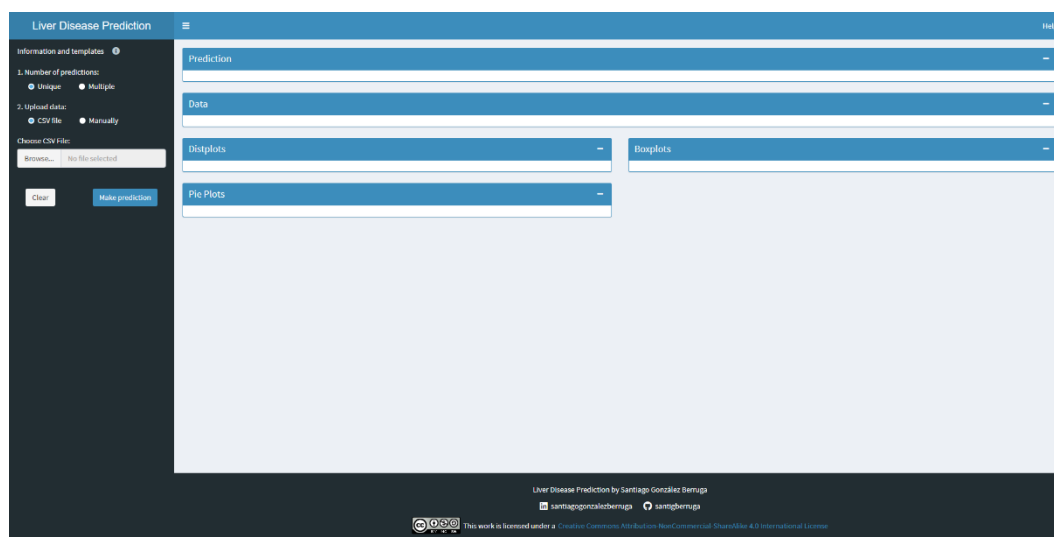 Liver Disease Prediction
Hel
Information and templates
1. Number of predictions:
Unique Multiple
2. Upload data:
CSV file Manually
Choose CSV File:
Browse... No file selected
Clear Make prediction
Prediction
Data
Distplots
Boxplots
Pie Plots
Liver Disease Prediction by Santiago González Berruga
santiagogonzalezberruga santigberruga
This work is licensed under a Creative Commons Attribution-NonCommercial-ShareAlike 4.0 International License